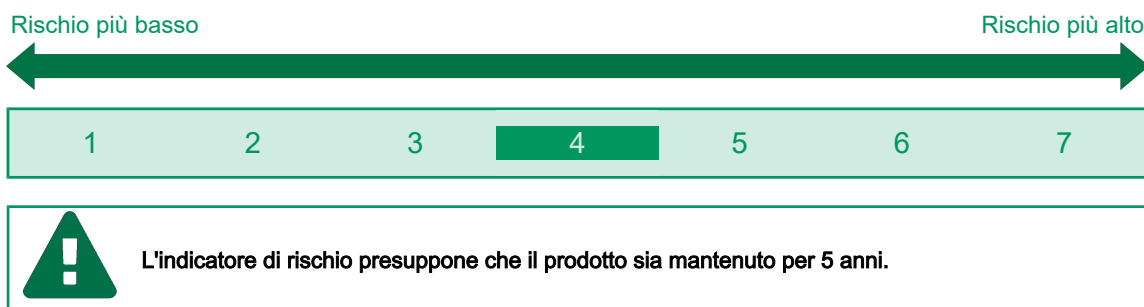 Rischio più basso Rischio più alto
1 2 3 4 5 6 7
L'indicatore di rischio presuppone che il prodotto sia mantenuto per 5 anni.